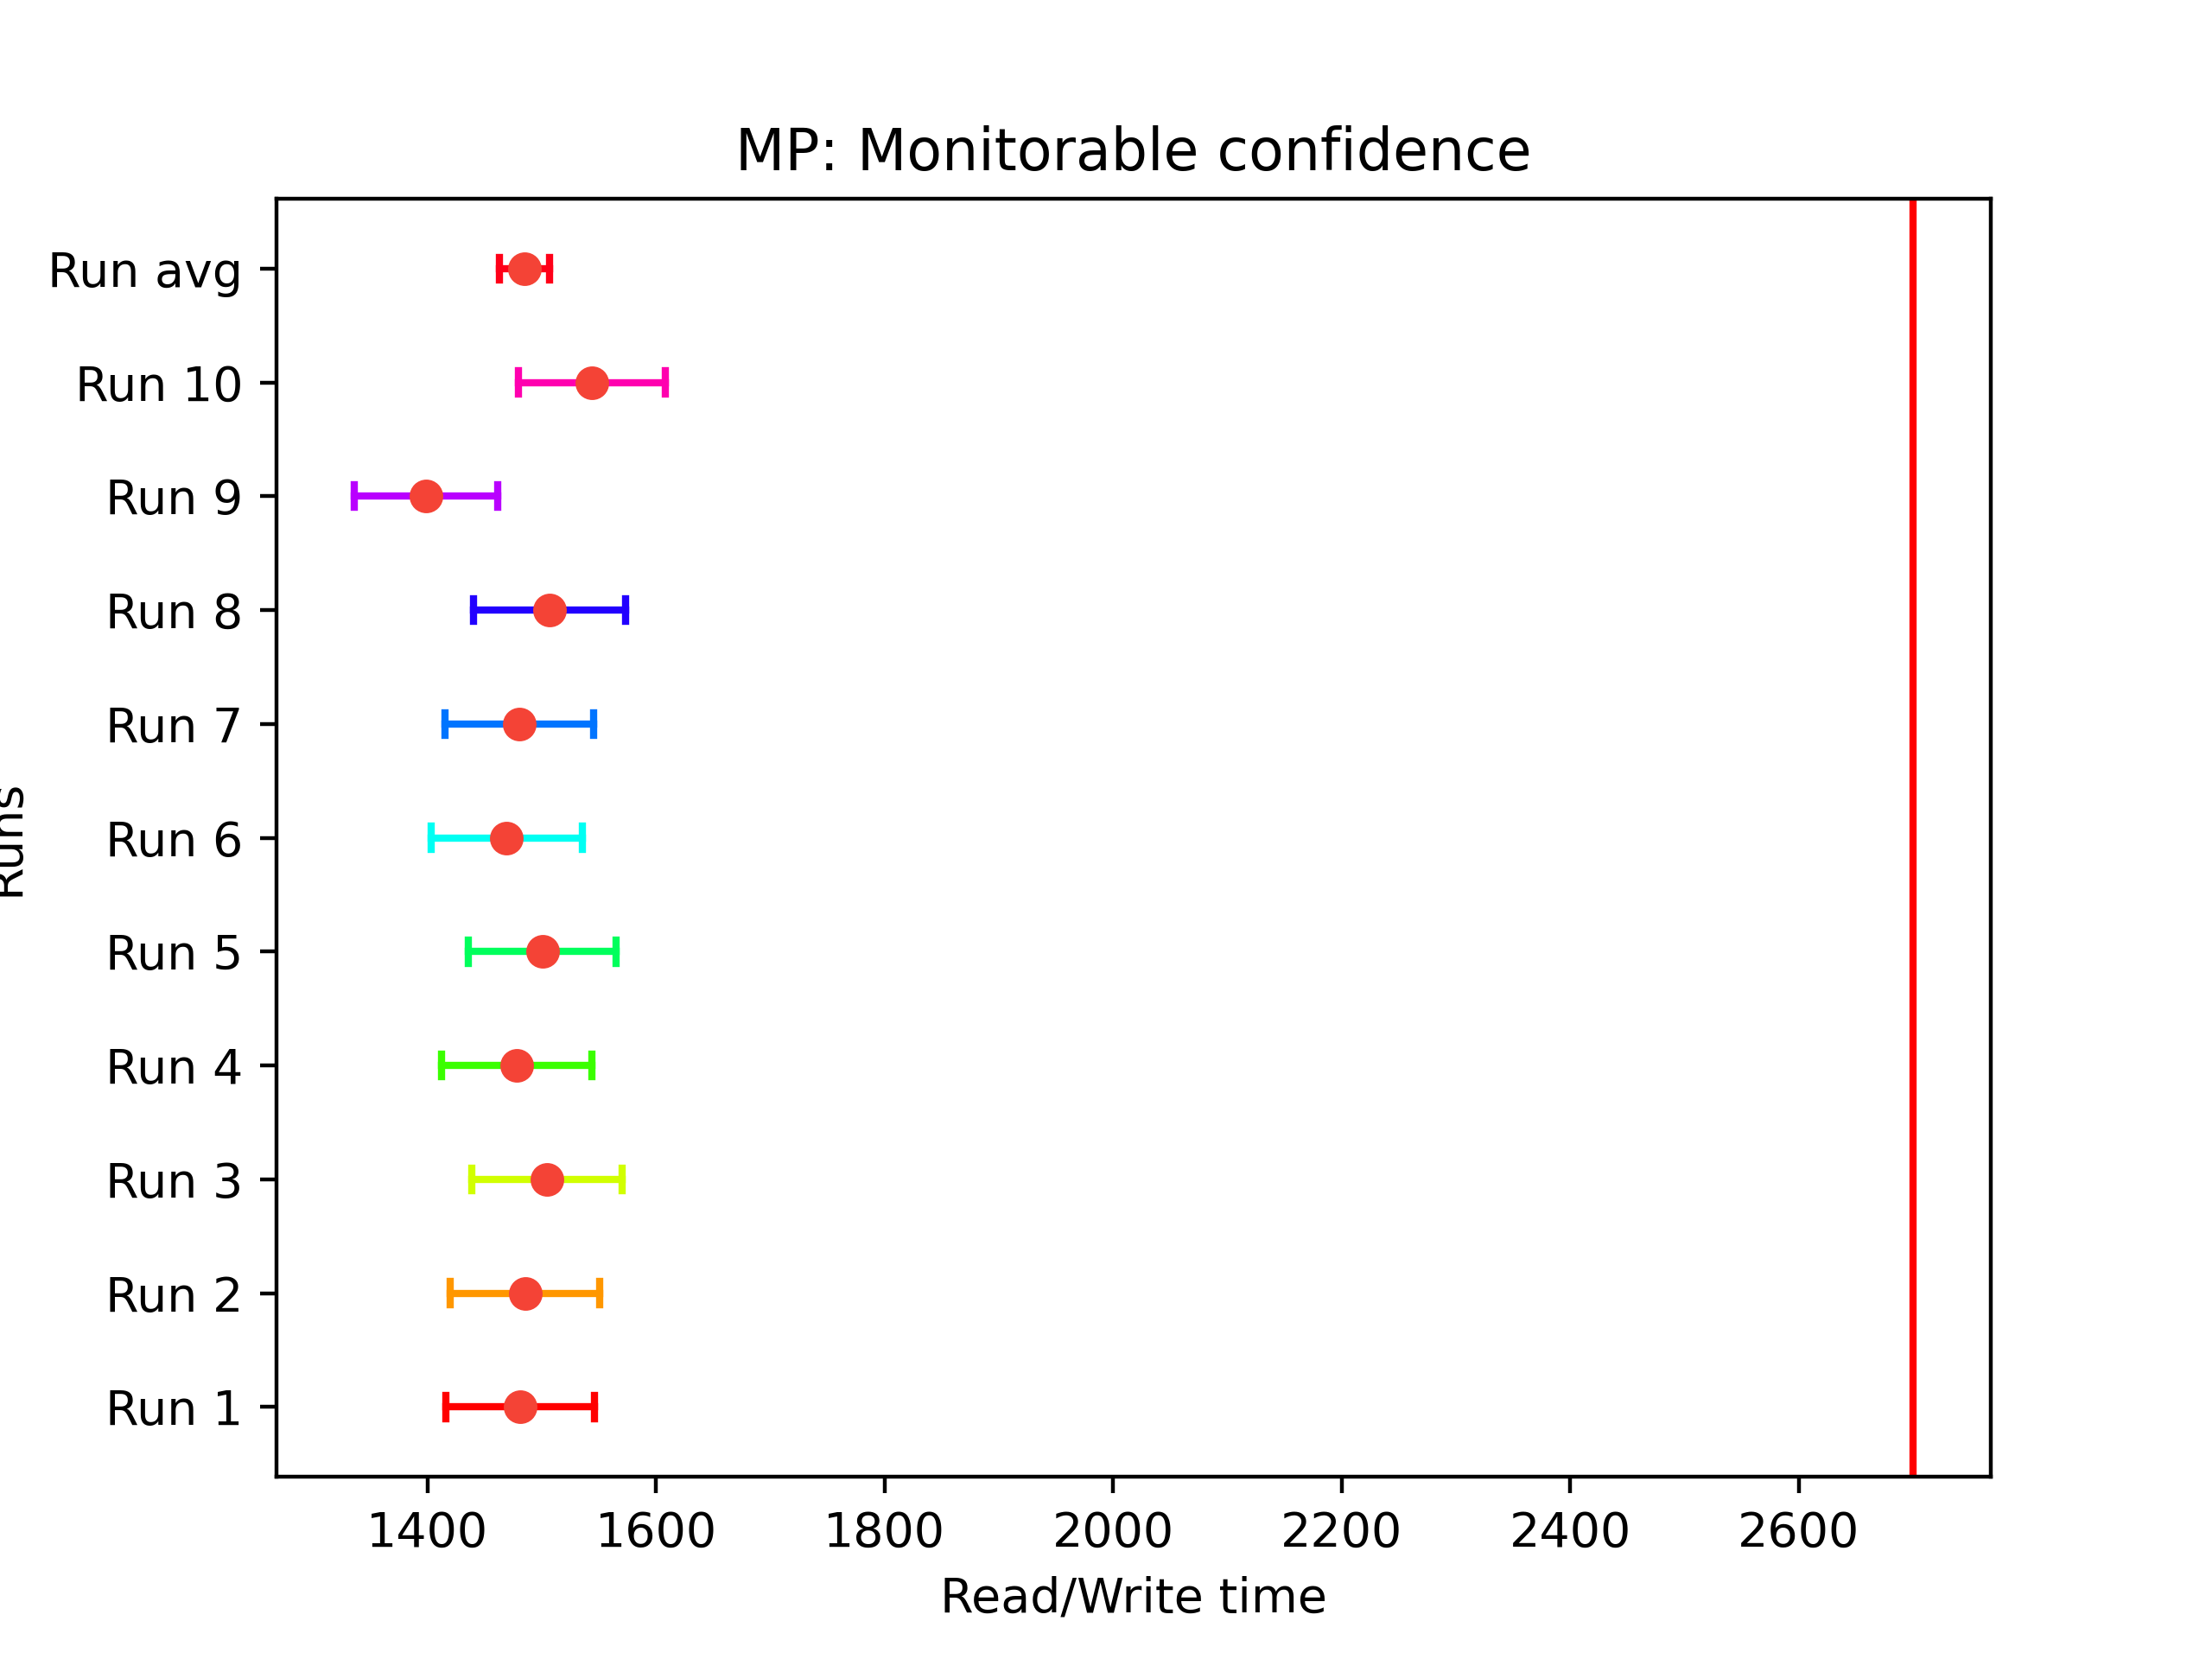 MP: Monitorable confidence
Run avg
Run 10
Run 9
Run 8
Run 7
Run 6
Run 5
Run 4
Run 3
Run 2
Run 1
Runs
1400 1600 1800 2000 2200 2400 2600
Read/Write time